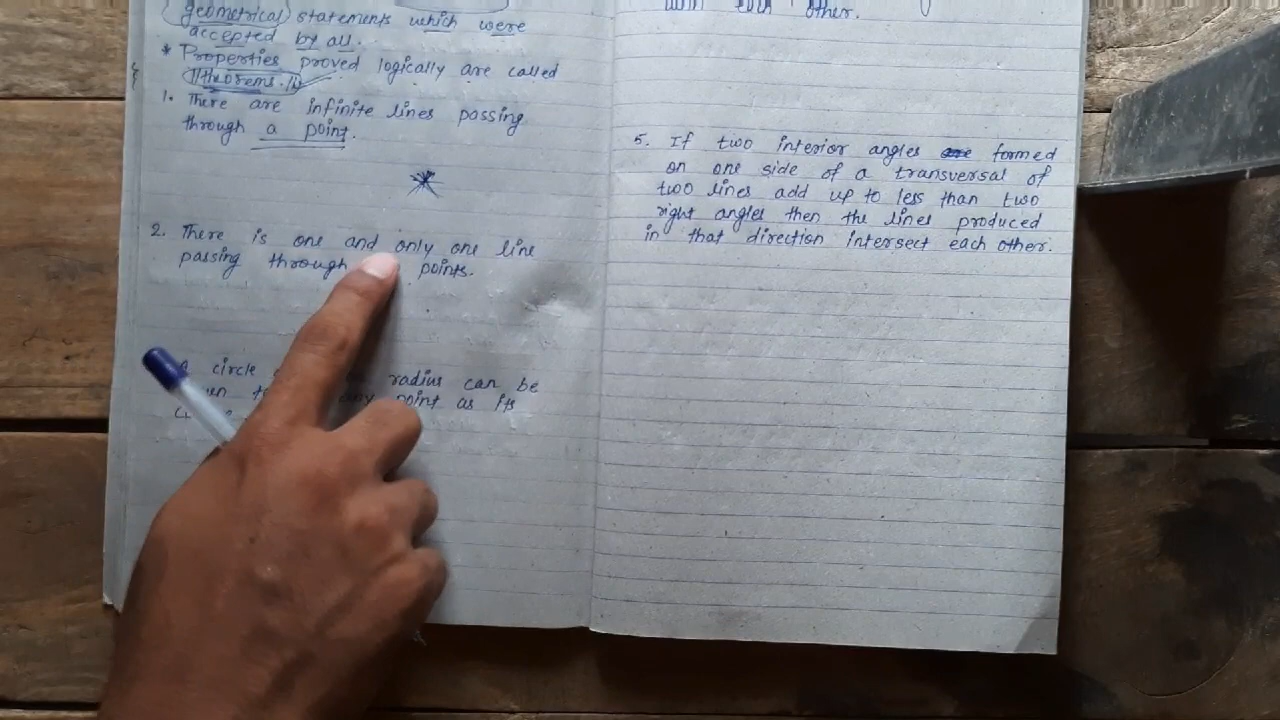 geometrical) statements which were
accepted by all.
* Properties proved logically are called
theorems.
1. There are infinite lines passing
through a point.
2. There is one and only one line
passing through points.
circle radius can be
any point as its
other.
5. If two interior angles are formed
on one side of a transversal of
two lines add up to less than two
right angles then the lines produced
in that direction intersect each other.